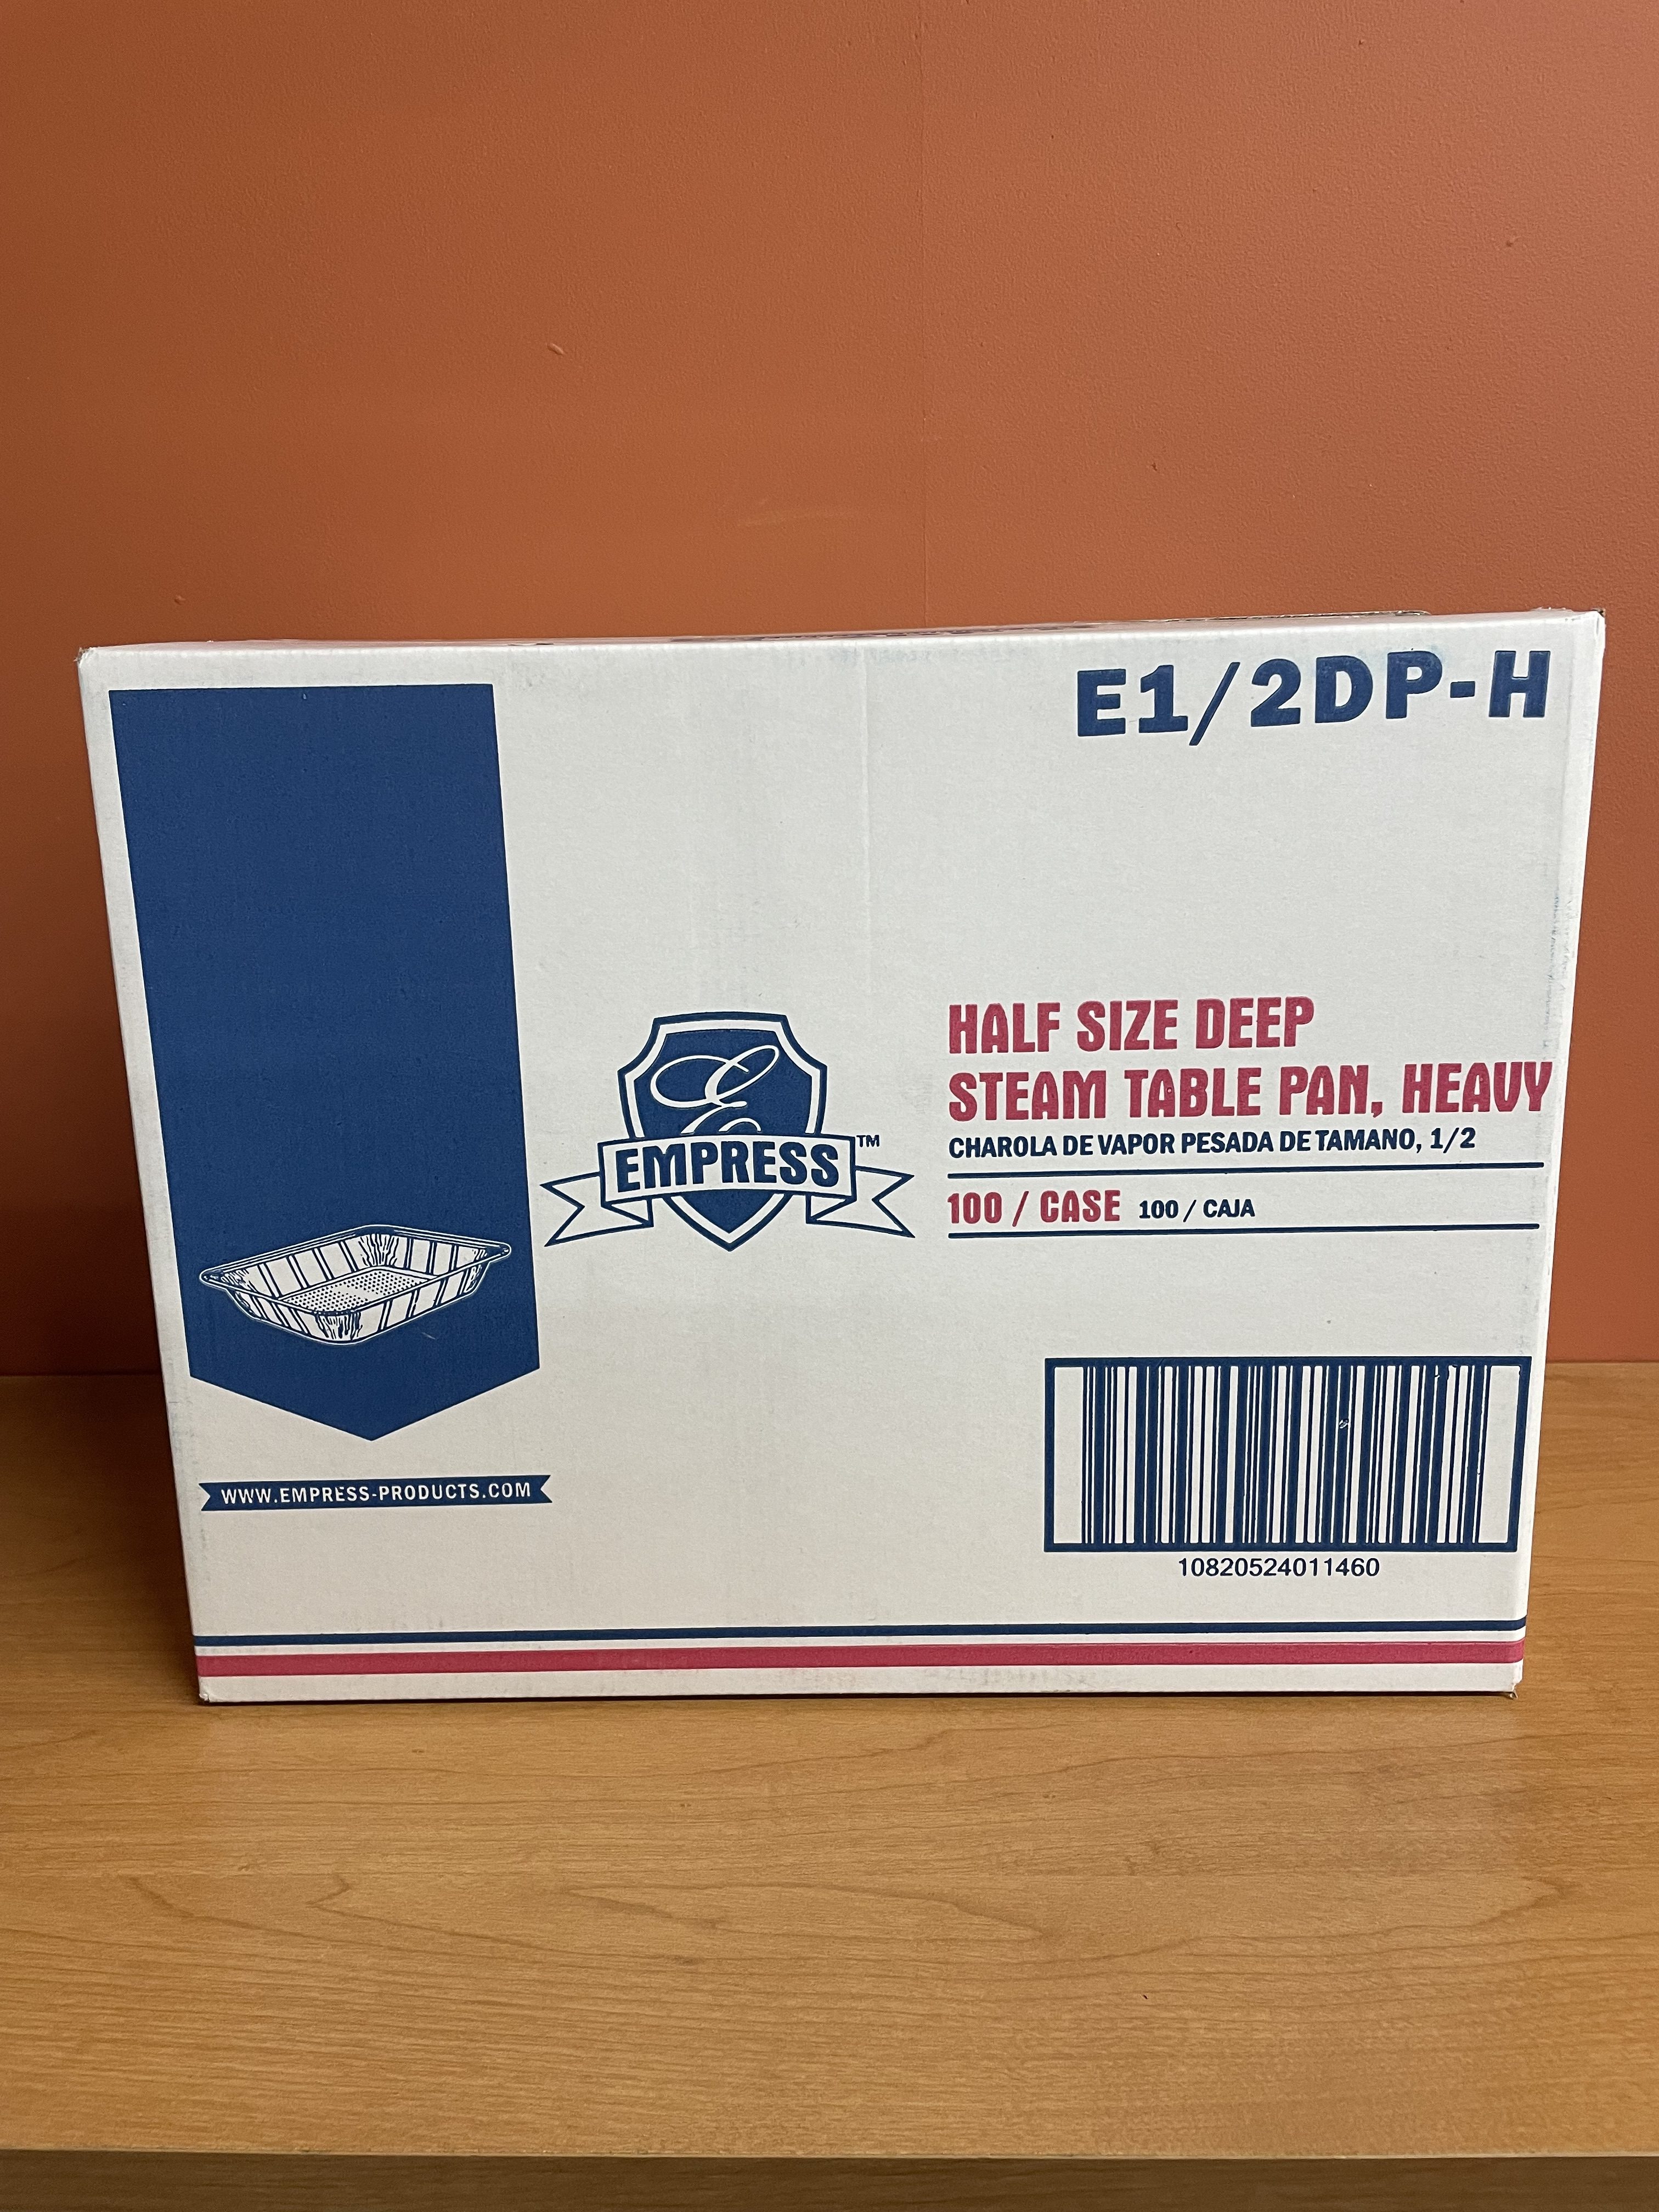 E1/2DP-H
HALF SIZE DEEP
STEAM TABLE PAN, HEAVY
CHAROLA DE VAPOR PESADA DE TAMANO, 1/2
100 / CASE 100 / CAJA
E
EMPRESS™
WWW.EMPRESS-PRODUCTS.COM
10820524011460